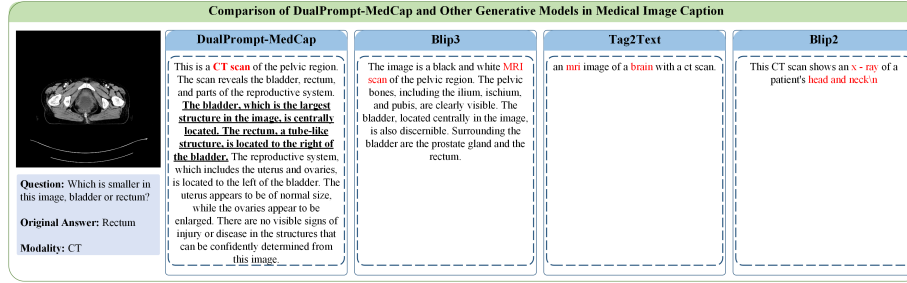 Comparison of DualPrompt-MedCap and Other Generative Models in Medical Image Caption
Question: Which is smaller in
this image, bladder or rectum?
Original Answer: Rectum
Modality: CT
DualPrompt-MedCap
This is a CT scan of the pelvic region.
The scan reveals the bladder, rectum,
and parts of the reproductive system.
The bladder, which is the largest
structure in the image, is centrally
located. The rectum, a tube-like
structure, is located to the right of
the bladder. The reproductive system,
which includes the uterus and ovaries,
is located to the left of the bladder. The
uterus appears to be of normal size,
while the ovaries appear to be
enlarged. There are no visible signs of
injury or disease in the structures that
can be confidently determined from
this image.
Blip3
The image is a black and white MRI
scan of the pelvic region. The pelvic
bones, including the ilium, ischium,
and pubis, are clearly visible. The
bladder, located centrally in the image,
is also discernible. Surrounding the
bladder are the prostate gland and the
rectum.
Tag2Text
an mri image of a brain with a ct scan.
Blip2
This CT scan shows an x - ray of a
patient's head and neck\n